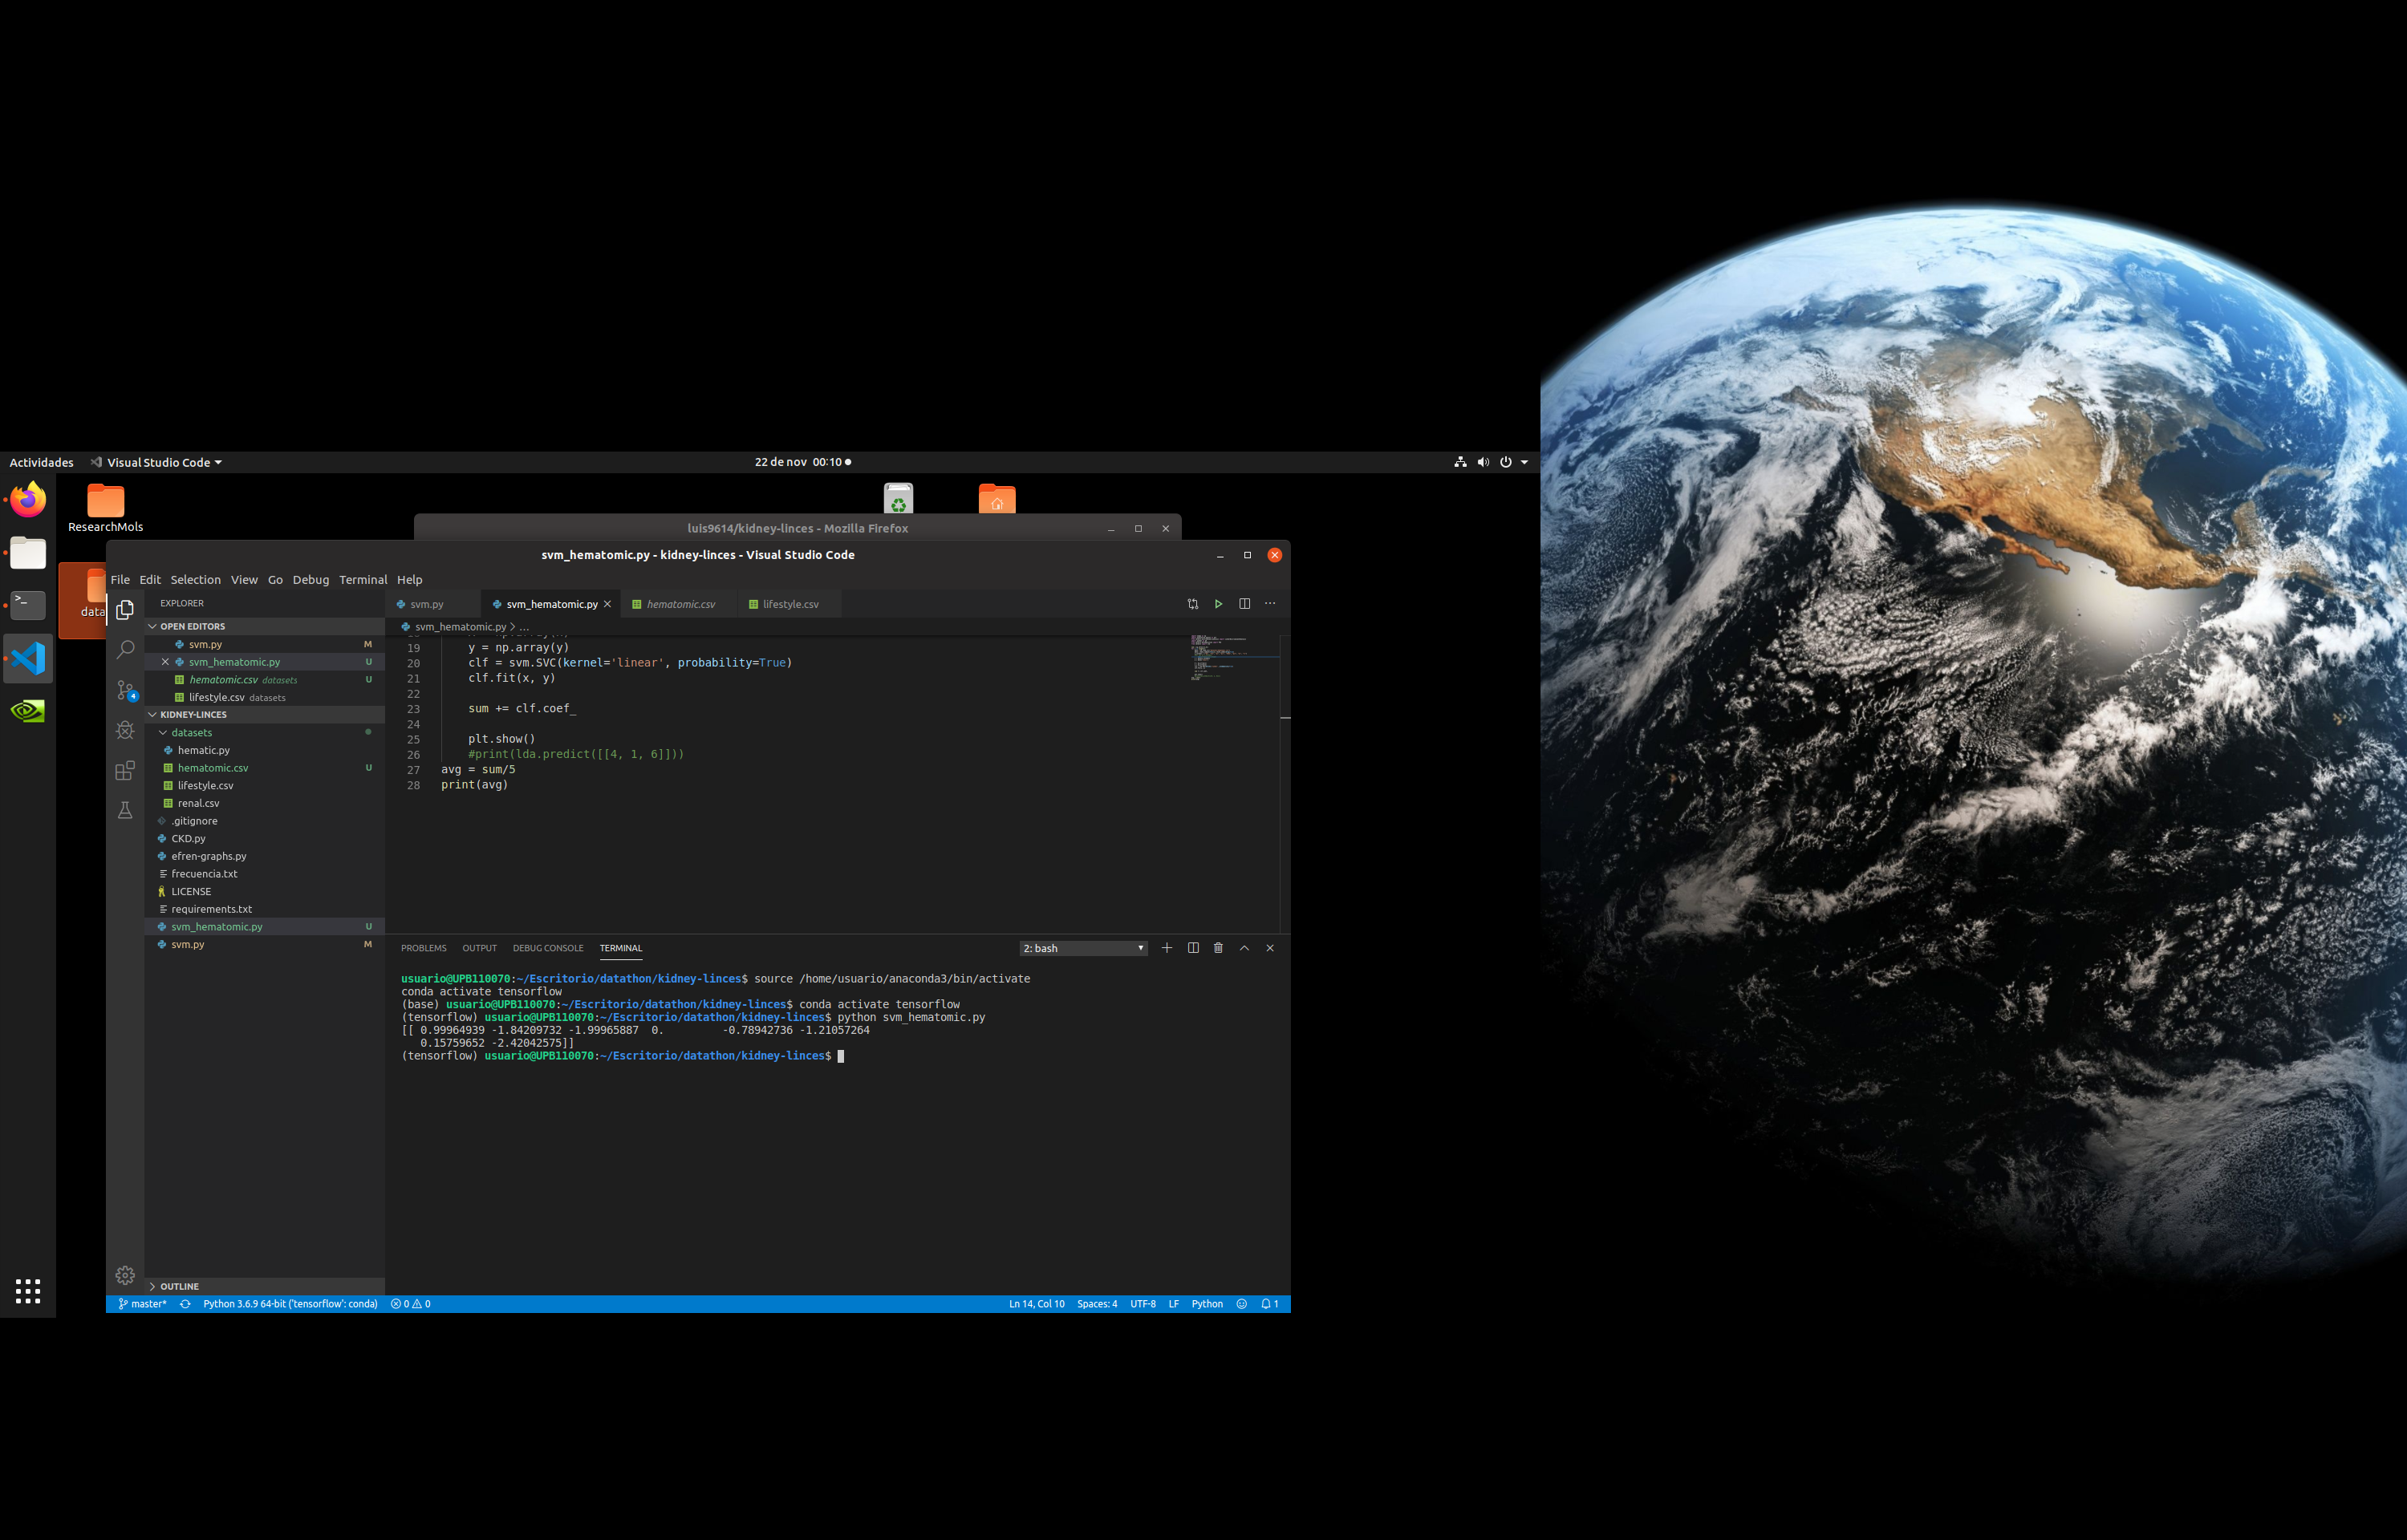 Actividades
Visual Studio Code
22 de nov 00:10
ResearchMols
luis9614/kidney-linces - Mozilla Firefox
svm_hematomic.py - kidney-linces - Visual Studio Code
File Edit Selection View Go Debug Terminal Help
EXPLORER
OPEN EDITORS
svm.py M
svm_hematomic.py U
hematomic.csv datasets U
lifestyle.csv datasets
KIDNEY-LINCES
datasets
hematic.py
hematomic.csv U
lifestyle.csv
renal.csv
.gitignore
CKD.py
efren-graphs.py
frecuencia.txt
LICENSE
requirements.txt
svm_hematomic.py U
svm.py M
OUTLINE
4
svm.py svm_hematomic.py hematomic.csv lifestyle.csv
svm_hematomic.py > ...
19 y = np.array(y)
20 clf = svm.SVC(kernel='linear', probability=True)
21 clf.fit(x, y)
22
23 sum += clf.coef_
24
25 plt.show()
26 #print(lda.predict([[4, 1, 6]]))
27 avg = sum/5
28 print(avg)
PROBLEMS OUTPUT DEBUG CONSOLE TERMINAL
2: bash
usuario@UPB110070:~/Escritorio/datathon/kidney-linces$ source /home/usuario/anaconda3/bin/activate
conda activate tensorflow
(base) usuario@UPB110070:~/Escritorio/datathon/kidney-linces$ conda activate tensorflow
(tensorflow) usuario@UPB110070:~/Escritorio/datathon/kidney-linces$ python svm_hematomic.py
[[ 0.99964939 -1.84209732 -1.99965887 0. -0.78942736 -1.21057264
0.15759652 -2.42042575]]
(tensorflow) usuario@UPB110070:~/Escritorio/datathon/kidney-linces$
master* Python 3.6.9 64-bit ('tensorflow': conda) 0 0
Ln 14, Col 10 Spaces: 4 UTF-8 LF Python 1